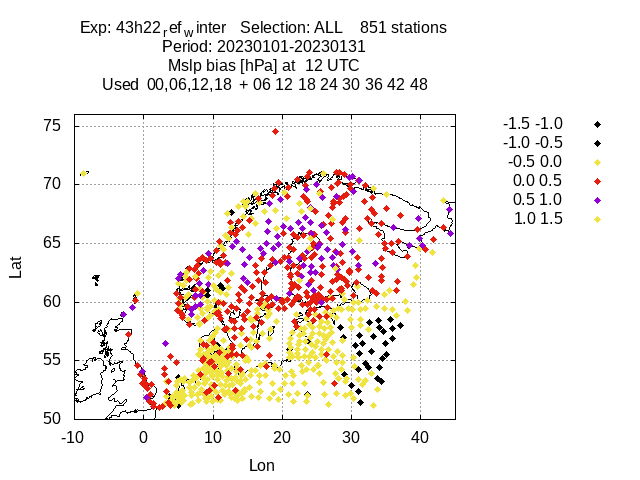 Exp: 43h22refwinter Selection: ALL 851 stations
Period: 20230101-20230131
Mslp bias [hPa] at 12 UTC
Used 00,06,12,18 + 06 12 18 24 30 36 42 48
-1.5 -1.0
-1.0 -0.5
-0.5 0.0
0.0 0.5
0.5 1.0
1.0 1.5
75
70
65
60
55
50
Lat
-10 0 10 20 30 40
Lon